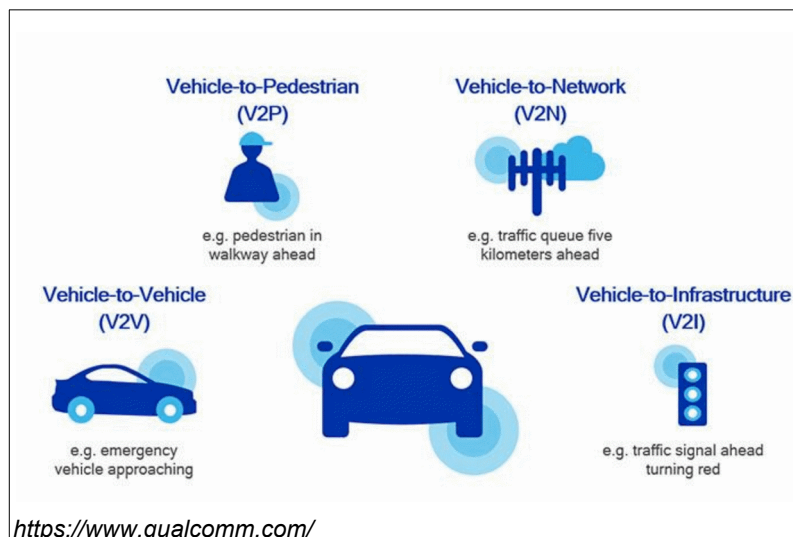 Vehicle-to-Pedestrian
(V2P)
e.g. pedestrian in
walkway ahead
Vehicle-to-Network
(V2N)
e.g. traffic queue five
kilometers ahead
Vehicle-to-Vehicle
(V2V)
e.g. emergency
vehicle approaching
Vehicle-to-Infrastructure
(V2I)
e.g. traffic signal ahead
turning red
https://www.qualcomm.com/